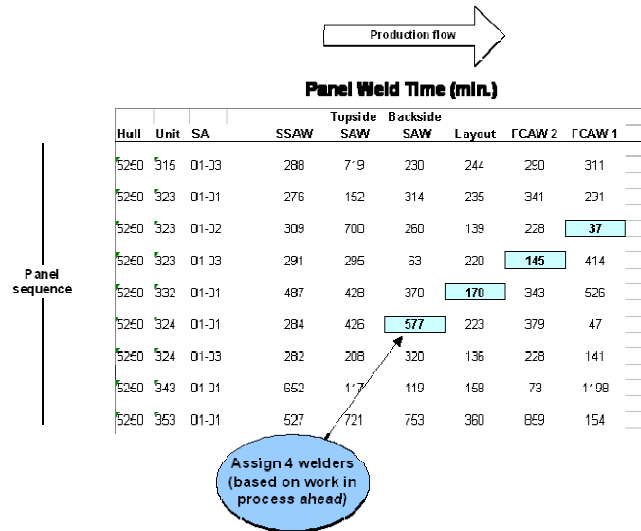 Production flow
Panel Weld Time (min.)
Topside Backside
Hull Unit SA SSAW SAW SAW Layout FCAW 2 FCAW 1
5250 315 01-03 288 719 230 244 290 311
5250 323 01-01 276 152 314 235 341 231
5250 323 01-02 309 700 260 139 228 37
5250 323 01-03 291 295 63 220 145 414
Panel
sequence
5250 332 01-01 487 428 370 170 343 526
5250 324 01-01 284 426 577 223 379 47
5250 324 01-03 282 208 320 136 228 141
5250 343 01-01 652 117 119 158 73 1198
5250 353 01-01 527 721 753 360 859 154
Assign 4 welders
(based on work in
process ahead)